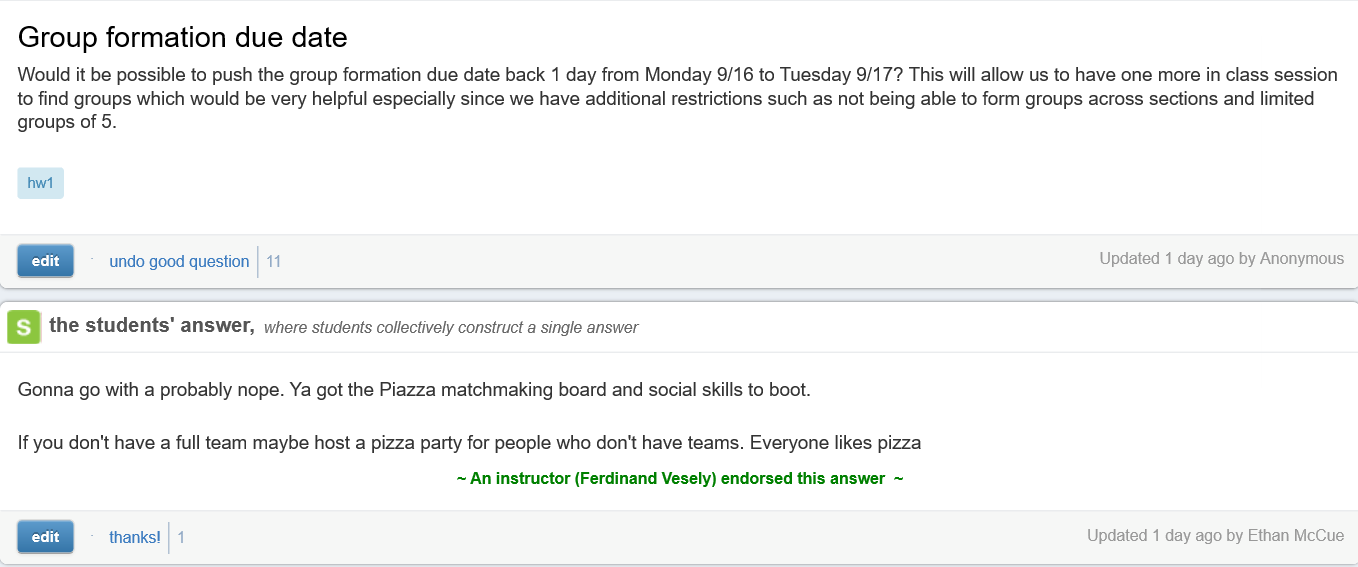 Group formation due date
Would it be possible to push the group formation due date back 1 day from Monday 9/16 to Tuesday 9/17? This will allow us to have one more in class session
to find groups which would be very helpful especially since we have additional restrictions such as not being able to form groups across sections and limited
groups of 5.
hw1
edit · undo good question 11 Updated 1 day ago by Anonymous
S the students' answer, where students collectively construct a single answer
Gonna go with a probably nope. Ya got the Piazza matchmaking board and social skills to boot.
If you don't have a full team maybe host a pizza party for people who don't have teams. Everyone likes pizza
~ An instructor (Ferdinand Vesely) endorsed this answer ~
edit · thanks! 1 Updated 1 day ago by Ethan McCue